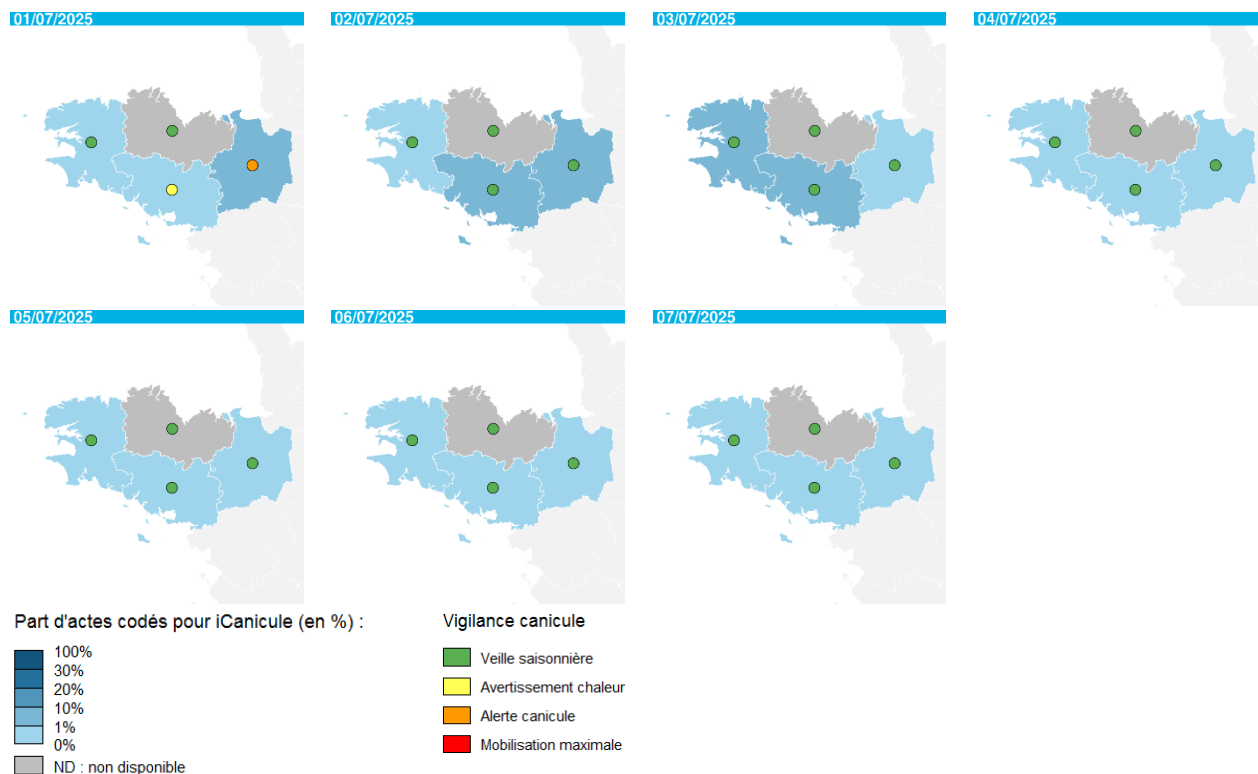 01/07/2025
02/07/2025
03/07/2025
04/07/2025
05/07/2025
06/07/2025
07/07/2025
Part d'actes codés pour iCanicule (en %) :
100%
30%
20%
10%
1%
0%
ND : non disponible
Vigilance canicule
Veille saisonnière
Avertissement chaleur
Alerte canicule
Mobilisation maximale